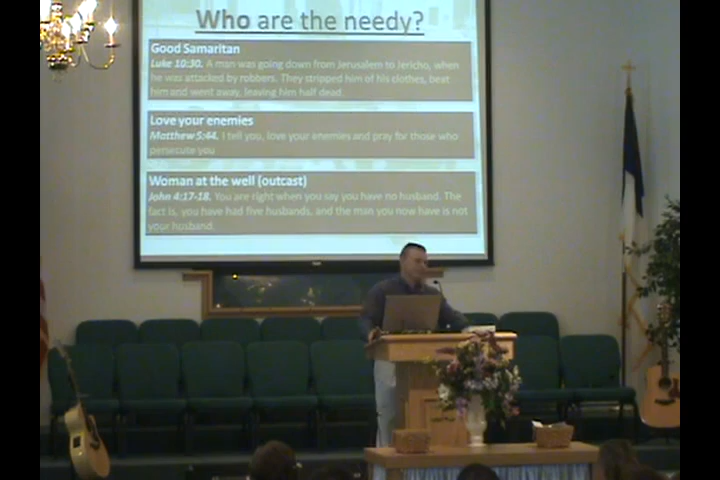 Who are the needy?
Good Samaritan
Luke 10:30. A man was going down from Jerusalem to Jericho, when
he was attacked by robbers. They stripped him of his clothes, beat
him and went away, leaving him half dead.
Love your enemies
Matthew 5:44. I tell you, love your enemies and pray for those who
persecute you
Woman at the well (outcast)
John 4:17-18. You are right when you say you have no husband. The
fact is, you have had five husbands, and the man you now have is not
your husband.